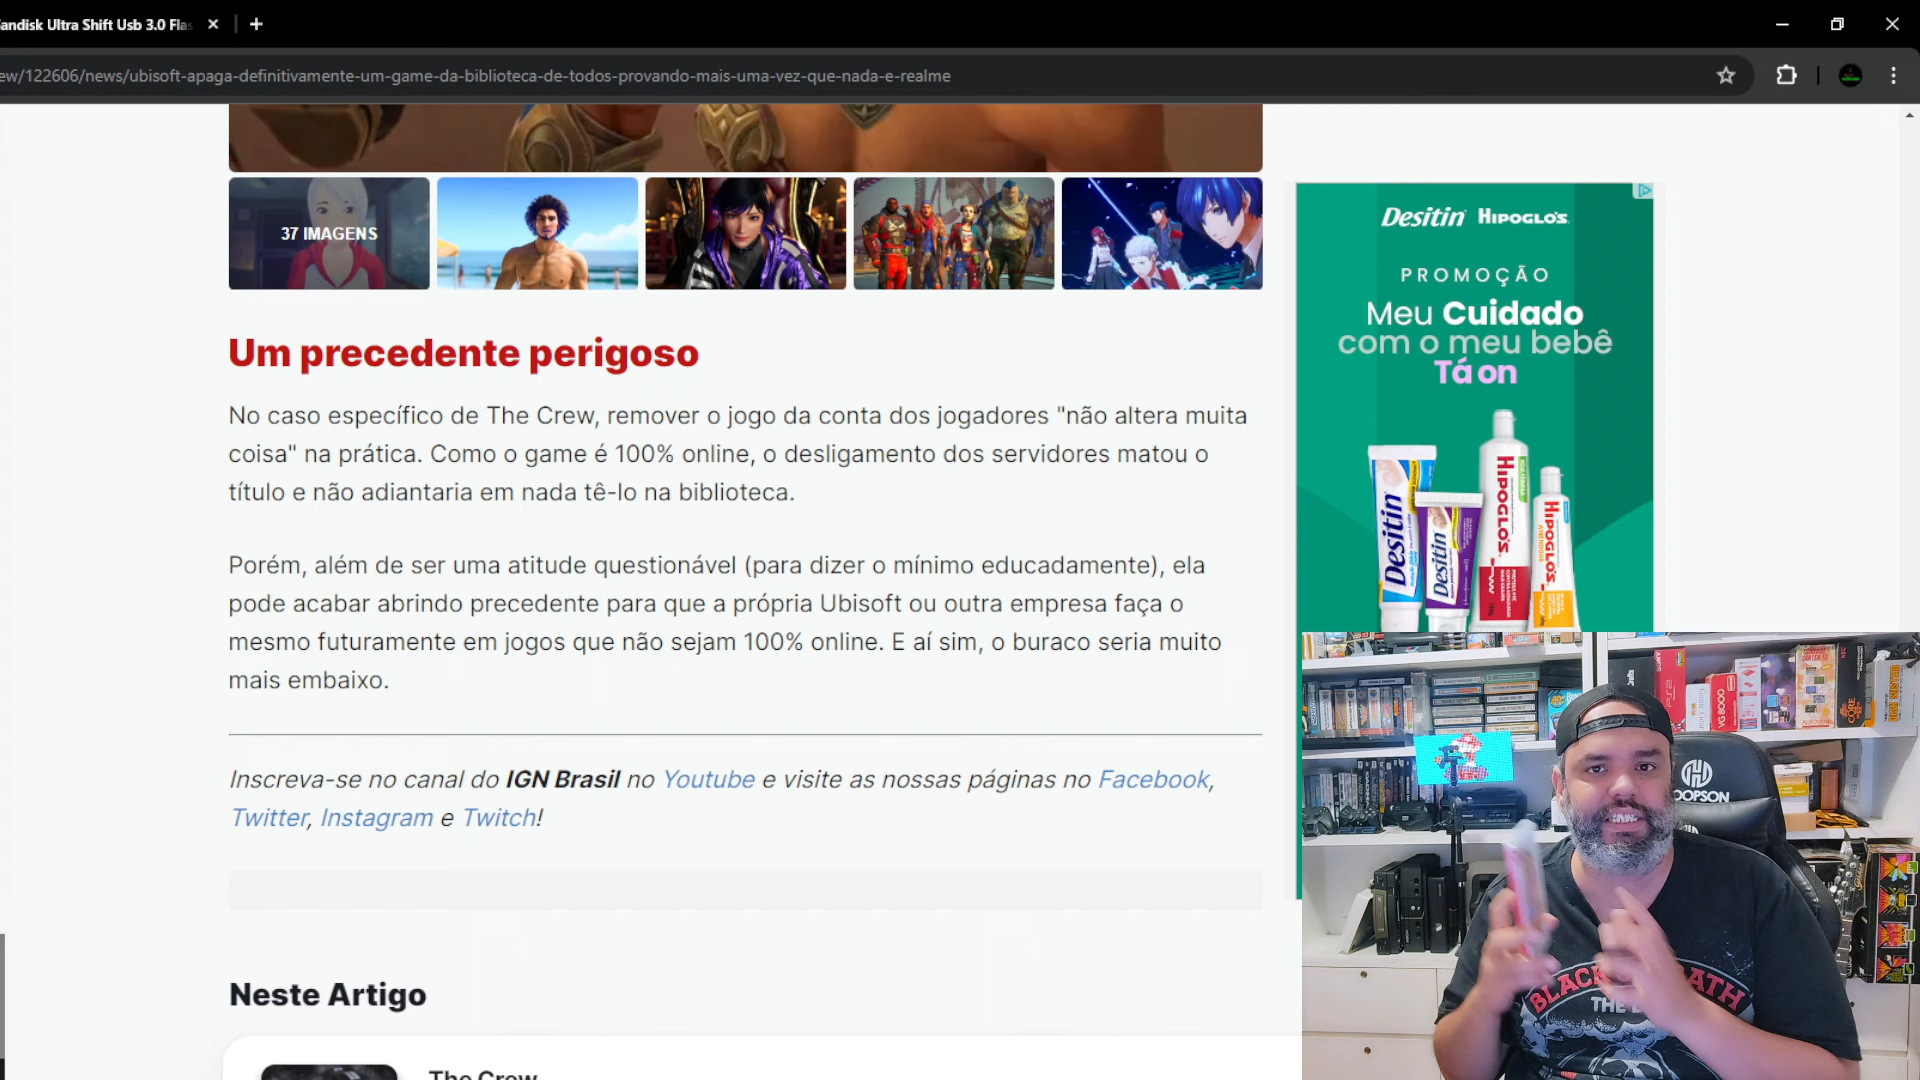 andisk Ultra Shift Usb 3.0 Fla
ew/122606/news/ubisoft-apaga-definitivamente-um-game-da-biblioteca-de-todos-provando-mais-uma-vez-que-nada-e-realme
37 IMAGENS
Um precedente perigoso
No caso específico de The Crew, remover o jogo da conta dos jogadores "não altera muita
coisa" na prática. Como o game é 100% online, o desligamento dos servidores matou o
título e não adiantaria em nada tê-lo na biblioteca.
Porém, além de ser uma atitude questionável (para dizer o mínimo educadamente), ela
pode acabar abrindo precedente para que a própria Ubisoft ou outra empresa faça o
mesmo futuramente em jogos que não sejam 100% online. E aí sim, o buraco seria muito
mais embaixo.
Inscreva-se no canal do IGN Brasil no Youtube e visite as nossas páginas no Facebook,
Twitter, Instagram e Twitch!
Neste Artigo
The Crew
Desitin HIPOGLÓS
PROMOÇÃO
Meu Cuidado
com o meu bebê
Tá on
Desitin
Desitin
HIPOGLÓS
HIPOGLÓS
PS2
VG 8000
CORE
OOPSON
BLACK ATH
THE